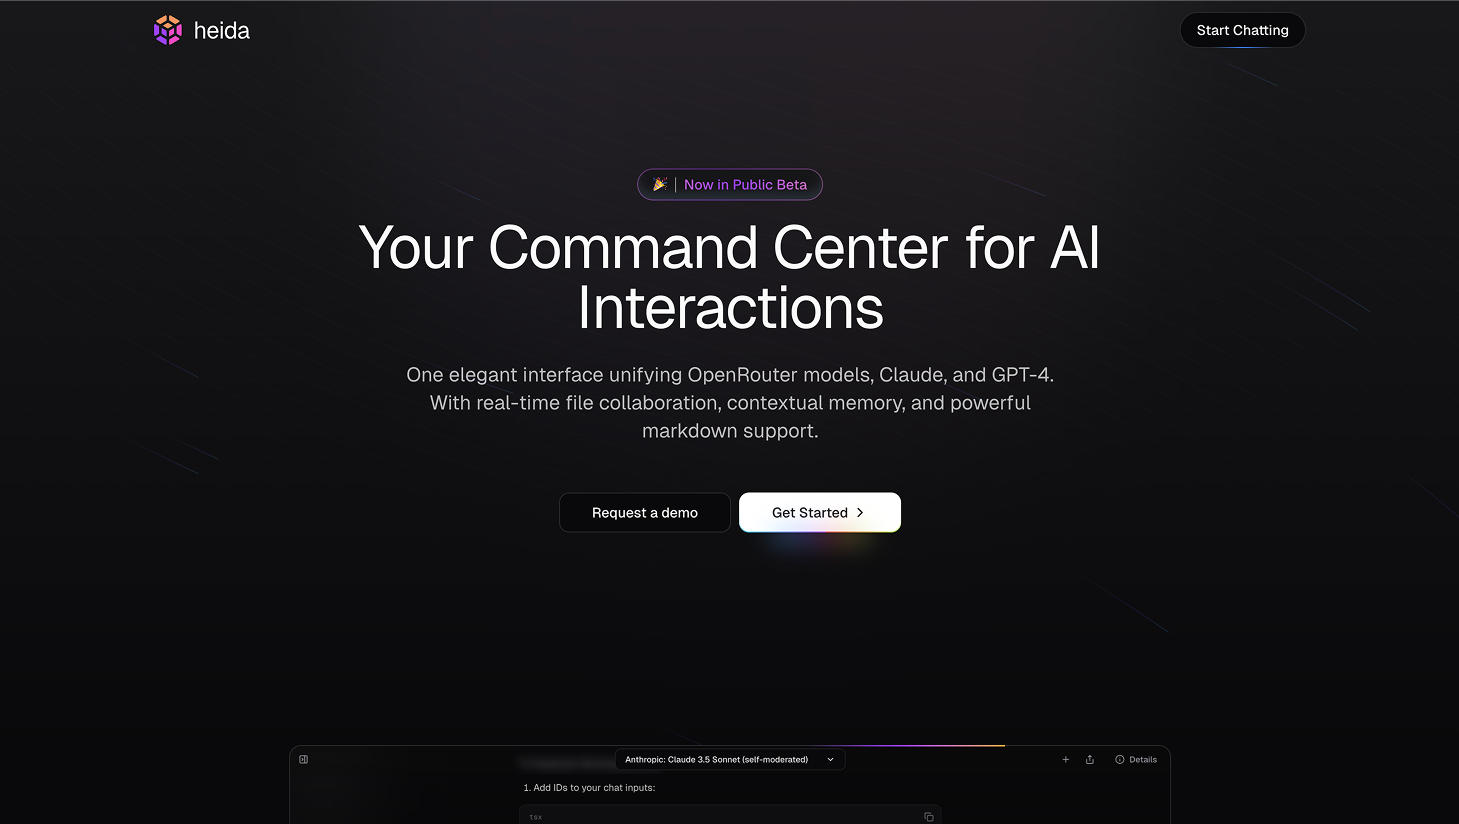 heida
Start Chatting
🎉 | Now in Public Beta
Your Command Center for AI
Interactions
One elegant interface unifying OpenRouter models, Claude, and GPT-4.
With real-time file collaboration, contextual memory, and powerful
markdown support.
Request a demo
Get Started
Anthropic: Claude 3.5 Sonnet (self-moderated)
Details
1. Add IDs to your chat inputs:
tsx